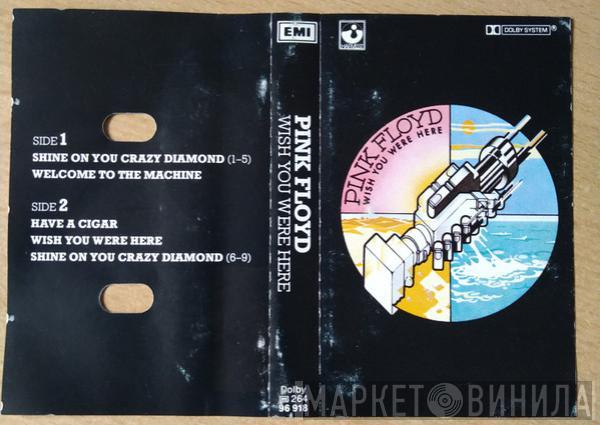 SIDE 1
SHINE ON YOU CRAZY DIAMOND (1-5)
WELCOME TO THE MACHINE
SIDE 2
HAVE A CIGAR
WISH YOU WERE HERE
SHINE ON YOU CRAZY DIAMOND (6-9)
EMI
PINK FLOYD
WISH YOU WERE HERE
Dolby
264
96 918
HARVEST
DOLBY SYSTEM ®
PINK FLOYD
WISH YOU WERE HERE
МАРКЕТ ВИНИЛА